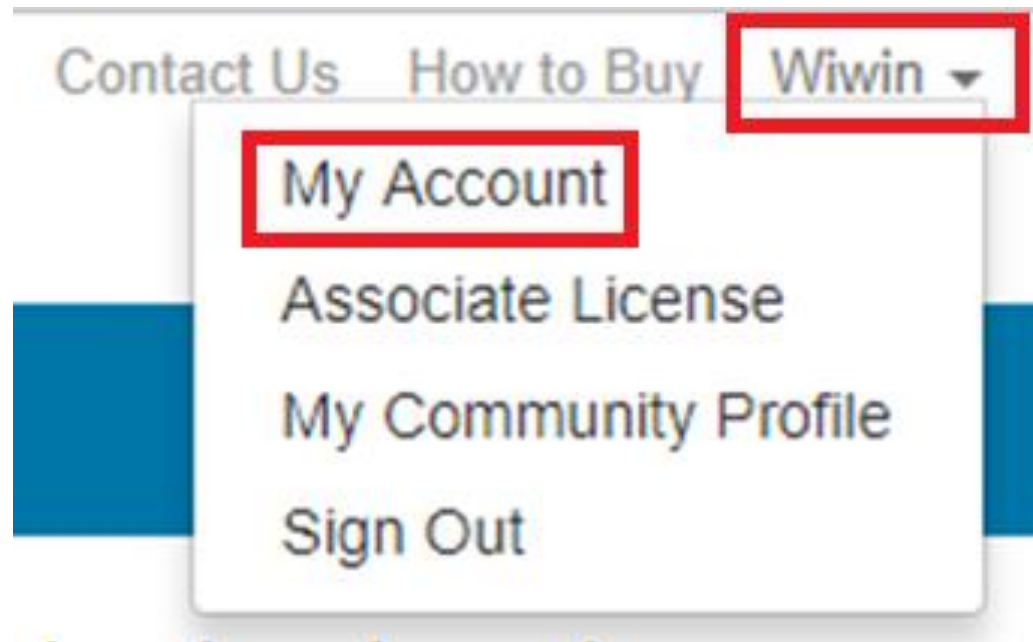 Contact Us How to Buy Wiwin
My Account
Associate License
My Community Profile
Sign Out